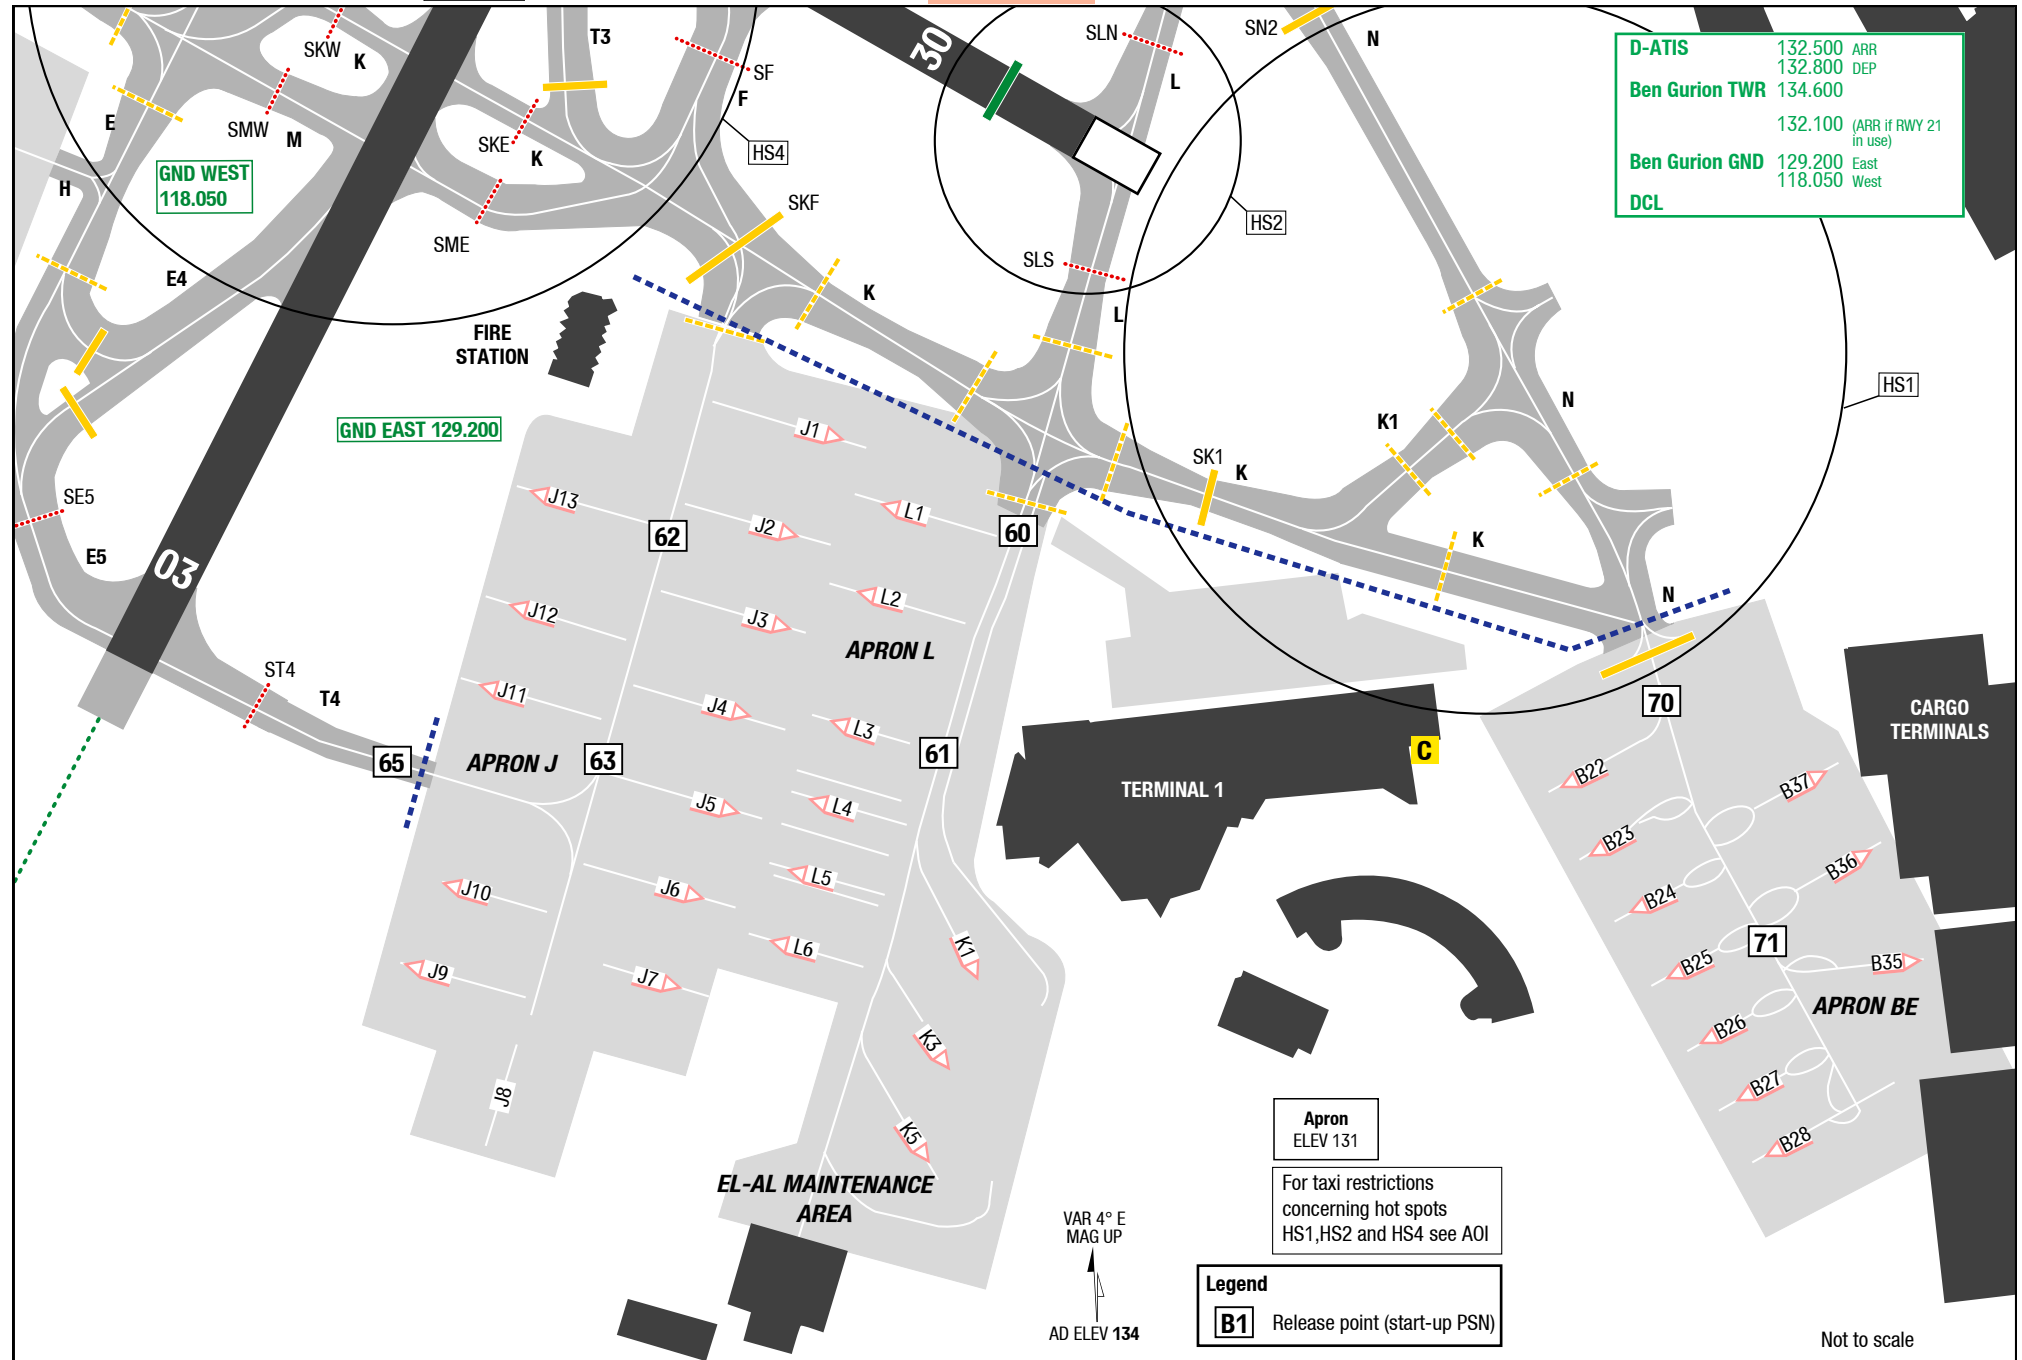 SKW
K
T3
SF
F
30
SLN
L
SN2
N
D-ATIS 132.500 ARR
132.800 DEP
Ben Gurion TWR 134.600
132.100 (ARR if RWY 21
in use)
Ben Gurion GND 129.200 East
118.050 West
DCL
E
SMW
M
SKE
K
HS4
H
GND WEST
118.050
SKF
SME
HS2
SLS
E4
K
L
FIRE
STATION
HS1
N
K1
GND EAST 129.200
J1
SK1
K
SE5
J13
62
J2
L1
60
K
E5
03
J12
J3
L2
N
APRON L
ST4
T4
J11
J4
L3
70
CARGO
TERMINALS
65
APRON J
63
61
C
TERMINAL 1
B22
B37
J5
L4
B23
B36
J10
J6
L5
B24
J9
J7
L6
K1
71
B25
B35
APRON BE
K3
B26
J8
B27
K5
B28
Apron
ELEV 131
EL-AL MAINTENANCE
AREA
For taxi restrictions
concerning hot spots
HS1,HS2 and HS4 see AOI
VAR 4° E
MAG UP
AD ELEV 134
Legend
B1 Release point (start-up PSN)
Not to scale